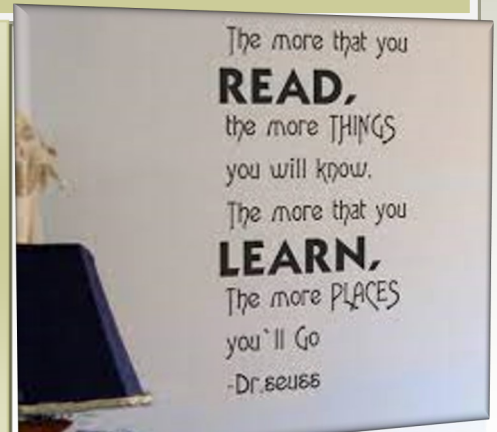 The more that you
READ,
the more THINGS
you will know.
The more that you
LEARN,
The more PLACES
you`ll Go
-Dr.seuss